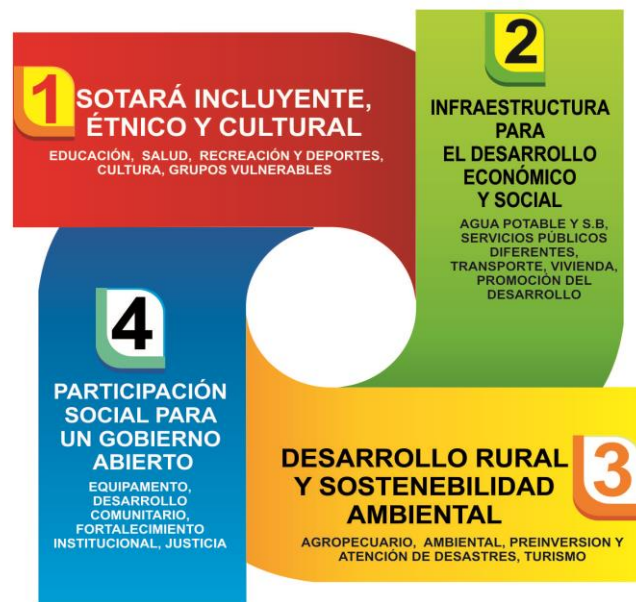 1
SOTARÁ INCLUYENTE,
ÉTNICO Y CULTURAL
EDUCACIÓN, SALUD, RECREACIÓN Y DEPORTES,
CULTURA, GRUPOS VULNERABLES
2
INFRAESTRUCTURA
PARA
EL DESARROLLO
ECONÓMICO
Y SOCIAL
AGUA POTABLE Y S.B,
SERVICIOS PÚBLICOS
DIFERENTES,
TRANSPORTE, VIVIENDA,
PROMOCIÓN DEL
DESARROLLO
3
DESARROLLO RURAL
Y SOSTENEBILIDAD
AMBIENTAL
AGROPECUARIO, AMBIENTAL, PREINVERSION Y
ATENCIÓN DE DESASTRES, TURISMO
4
PARTICIPACIÓN
SOCIAL PARA
UN GOBIERNO
ABIERTO
EQUIPAMENTO,
DESARROLLO
COMUNITARIO,
FORTALECIMIENTO
INSTITUCIONAL, JUSTICIA